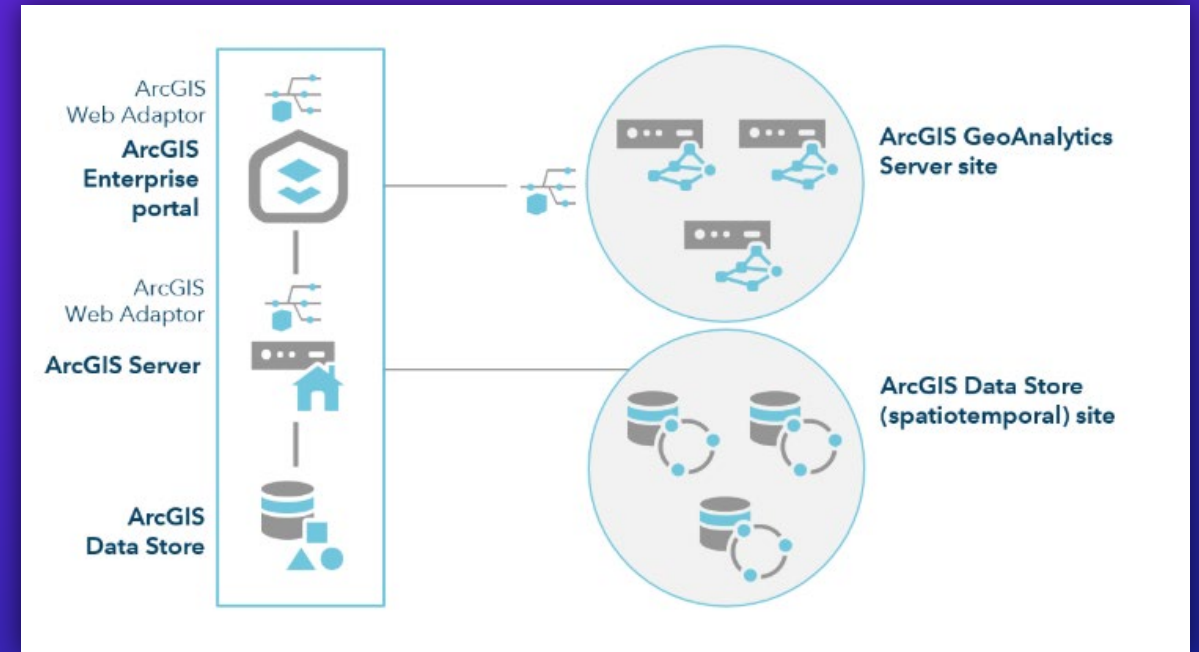 ArcGIS
Web Adaptor
ArcGIS
Enterprise
portal
ArcGIS
Web Adaptor
ArcGIS Server
ArcGIS
Data Store
ArcGIS GeoAnalytics
Server site
ArcGIS Data Store
(spatiotemporal) site